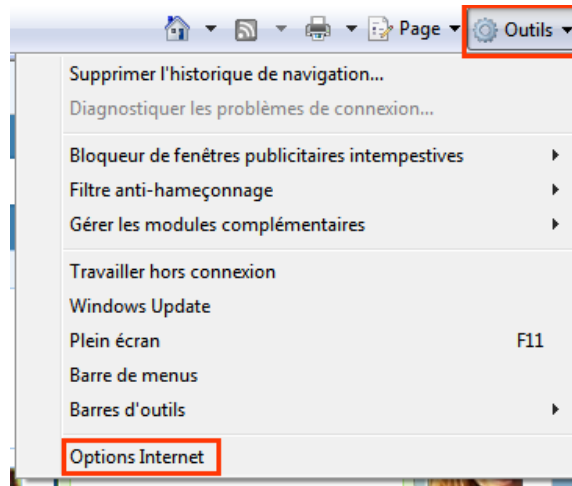 Page Outils
Supprimer l'historique de navigation...
Diagnostiquer les problèmes de connexion...
Bloqueur de fenêtres publicitaires intempestives
Filtre anti-hameçonnage
Gérer les modules complémentaires
Travailler hors connexion
Windows Update
Plein écran F11
Barre de menus
Barres d'outils
Options Internet